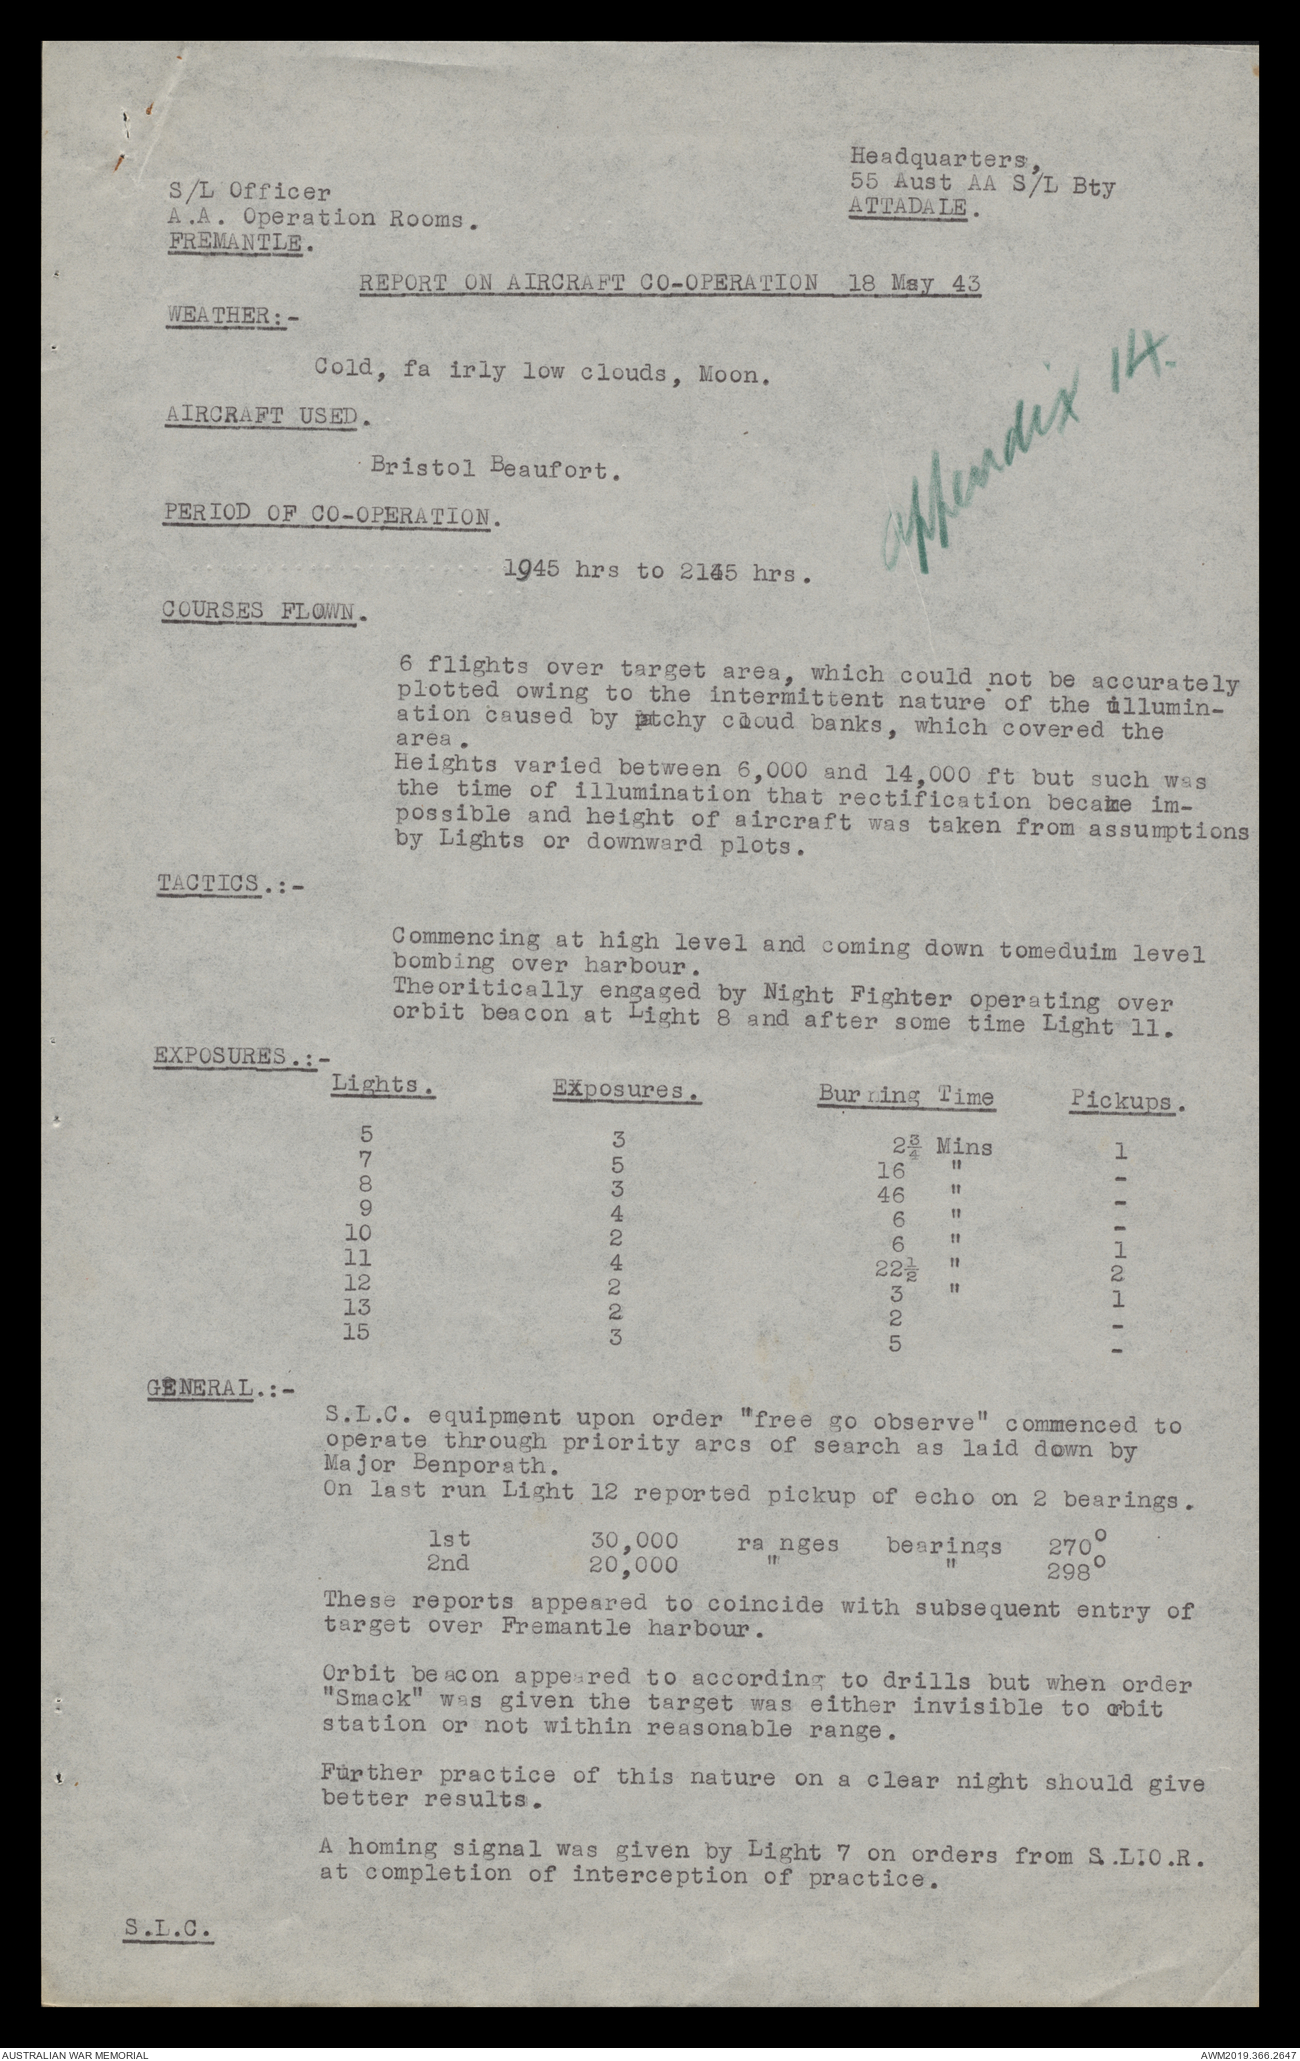 Headquarters,
55 Aust AA S/L Bty
ATTADALE.
S/L Officer
A.A. Operation Rooms.
FREMANTLE.
REPORT ON AIRCRAFT CO-OPERATION 18 May 43
WEATHER:-
Cold, fa irly low clouds, Moon.
Appendix 14.
AIRCRAFT USED.
Bristol Beaufort.
PERIOD OF CO-OPERATION.
1945 hrs to 2145 hrs.
COURSES FLOWN.
6 flights over target area, which could not be accurately
plotted owing to the intermittent nature of the illumin-
ation caused by patchy cloud banks, which covered the
area.
Heights varied between 6,000 and 14,000 ft but such was
the time of illumination that rectification became im-
possible and height of aircraft was taken from assumptions
by Lights or downward plots.
TACTICS.:-
Commencing at high level and coming down tomeduim level
bombing over harbour.
Theoritically engaged by Night Fighter operating over
orbit beacon at Light 8 and after some time Light 11.
EXPOSURES.:-
Lights. Exposures. Burning Time Pickups.
5 3 2¾ Mins 1
7 5 16 " -
8 3 46 " -
9 4 6 " -
10 2 6 " 1
11 4 22½ " 2
12 2 3 " 1
13 2 2 -
15 3 5 -
GENERAL.:-
S.L.C. equipment upon order "free go observe" commenced to
operate through priority arcs of search as laid down by
Major Benporath.
On last run Light 12 reported pickup of echo on 2 bearings.
1st 30,000 ra nges bearings 270°
2nd 20,000 " " 298°
These reports appeared to coincide with subsequent entry of
target over Fremantle harbour.
Orbit beacon appeared to according to drills but when order
"Smack" was given the target was either invisible to orbit
station or not within reasonable range.
Further practice of this nature on a clear night should give
better results.
A homing signal was given by Light 7 on orders from S.L.O.R.
at completion of interception of practice.
S.L.C.
AUSTRALIAN WAR MEMORIAL
AWM2019.366.2647